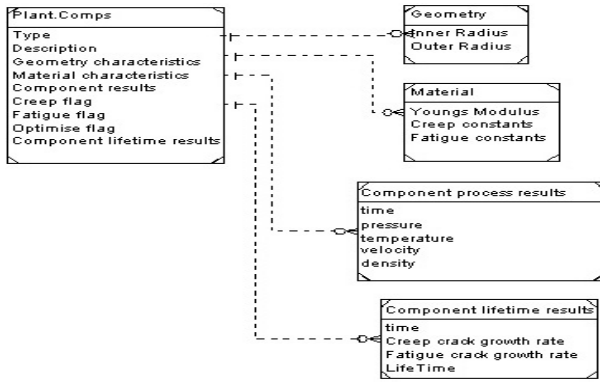 Plant.Comps
Type
Description
Geometry characteristics
Material characteristics
Component results
Creep flag
Fatigue flag
Optimise flag
Component lifetime results
Geometry
Inner Radius
Outer Radius
Material
Youngs Modulus
Creep constants
Fatigue constants
Component process results
time
pressure
temperature
velocity
density
Component lifetime results
time
Creep crack growth rate
Fatigue crack growth rate
LifeTime